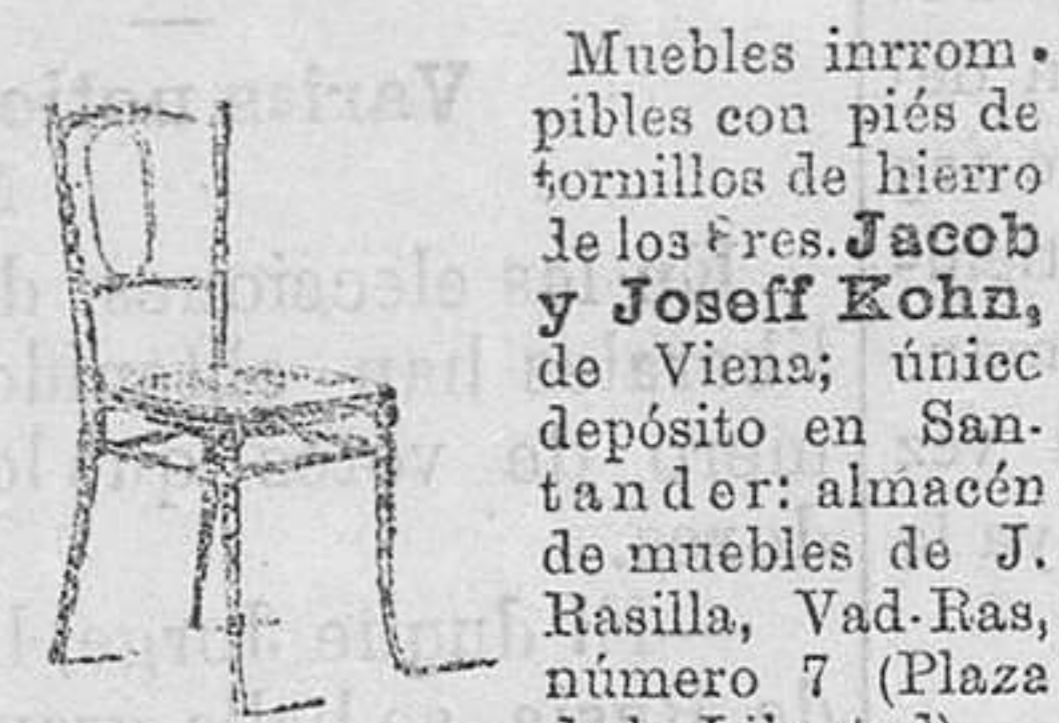 Muebles inrrom-
pibles con piés de
tornillos de hierro
de los Sres. Jacob
y Joseff Kohn,
de Viena; único
depósito en San-
tander: almacén
de muebles de J.
Rasilla, Vad-Ras,
número 7 (Plaza